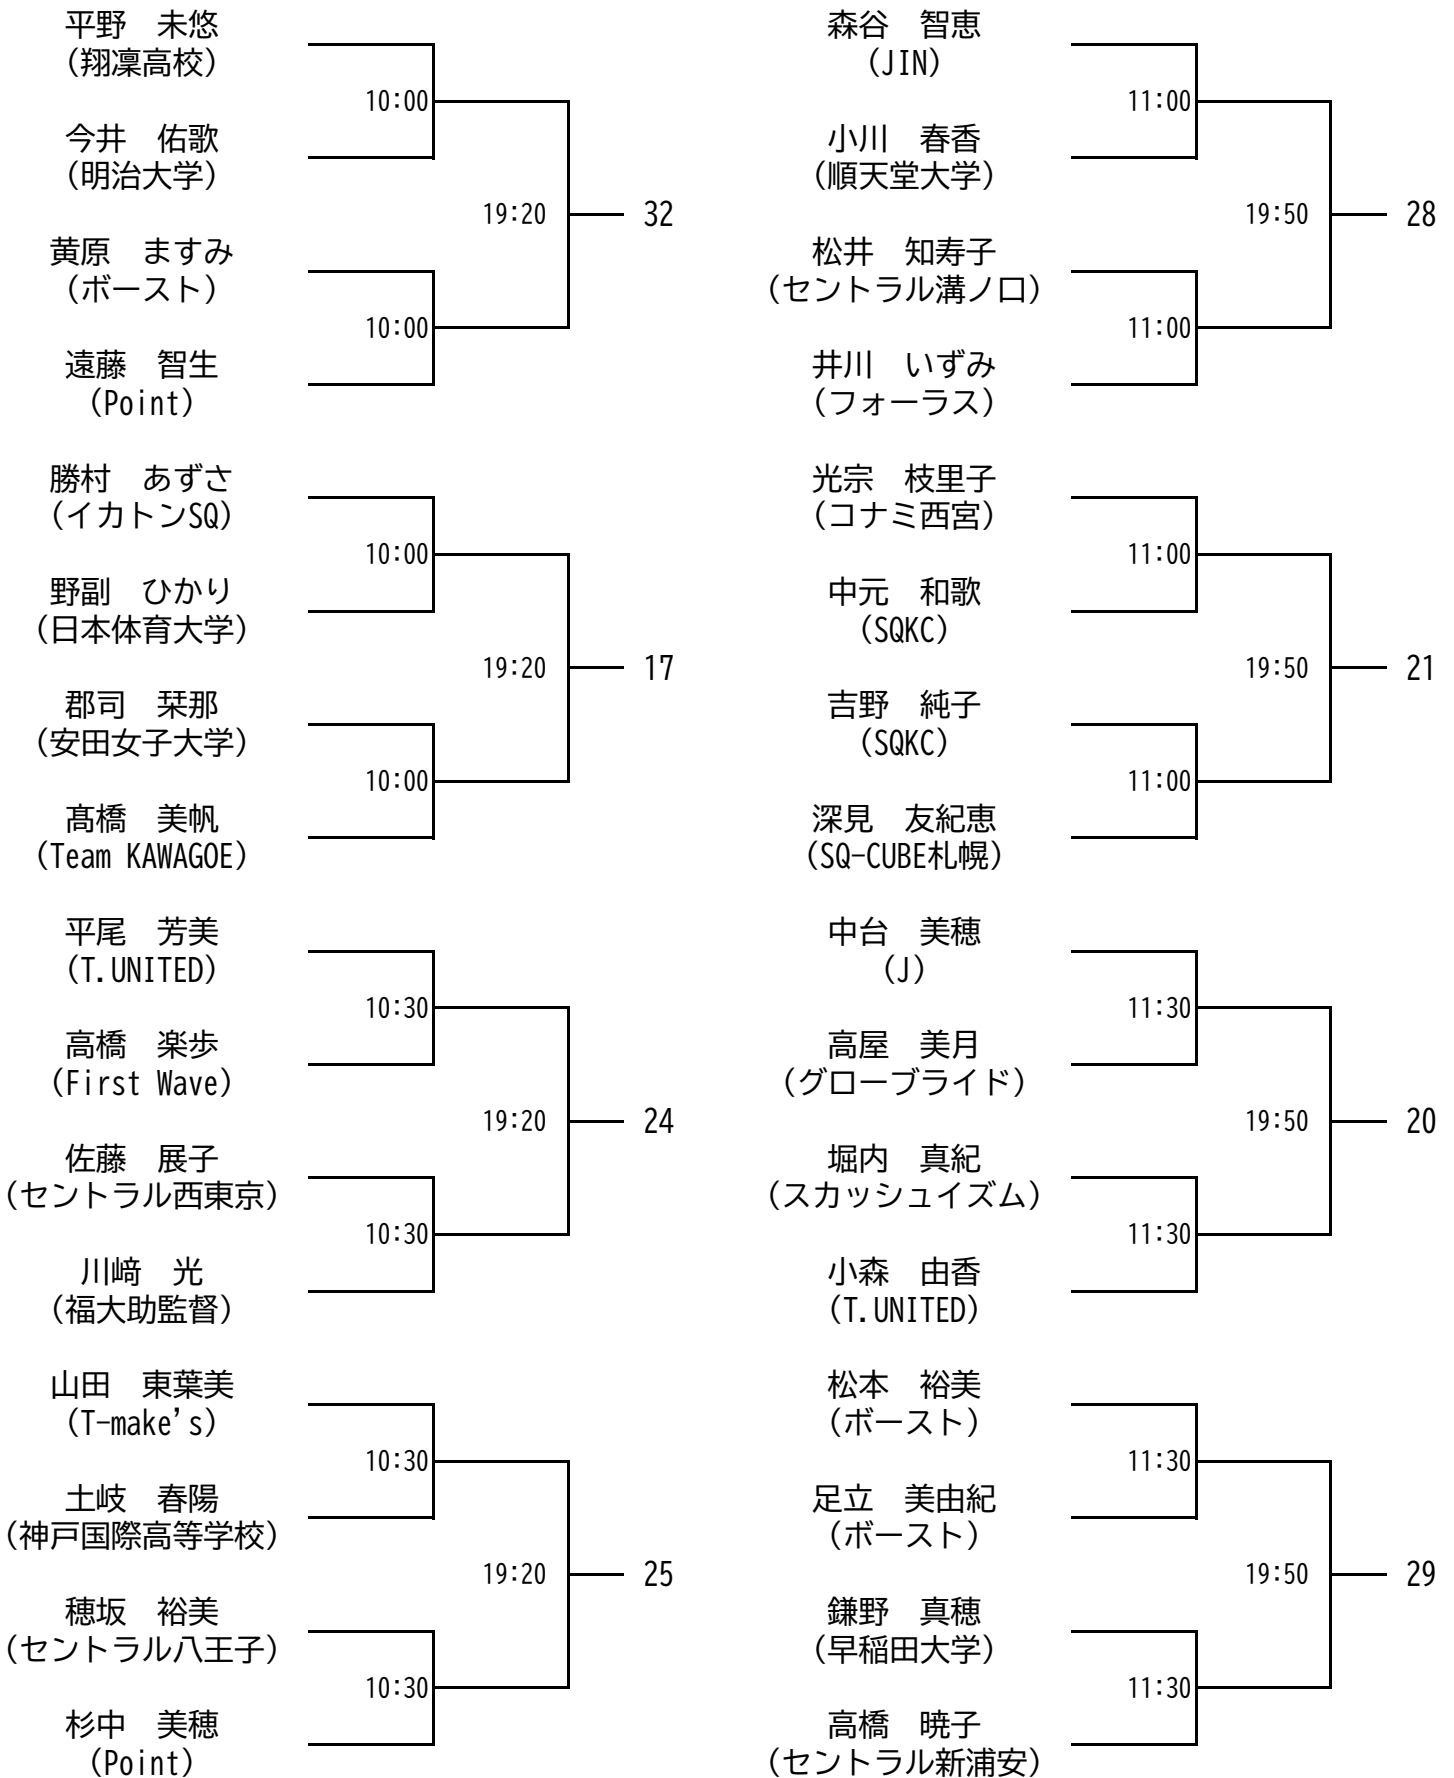 平野　未悠
(翔凜高校)
10:00
今井　佑歌
(明治大学)
19:20
32
黄原　ますみ
(ボースト)
10:00
遠藤　智生
(Point)
勝村　あずさ
(イカトンSQ)
10:00
野副　ひかり
(日本体育大学)
19:20
17
郡司　栞那
(安田女子大学)
10:00
髙橋　美帆
(Team KAWAGOE)
平尾　芳美
(T.UNITED)
10:30
高橋　楽歩
(First Wave)
19:20
24
佐藤　展子
(セントラル西東京)
10:30
川﨑　光
(福大助監督)
山田　東葉美
(T-make's)
10:30
土岐　春陽
(神戸国際高等学校)
19:20
25
穂坂　裕美
(セントラル八王子)
10:30
杉中　美穂
(Point)
森谷　智恵
(JIN)
11:00
小川　春香
(順天堂大学)
19:50
28
松井　知寿子
(セントラル溝ノ口)
11:00
井川　いずみ
(フォーラス)
光宗　枝里子
(コナミ西宮)
11:00
中元　和歌
(SQKC)
19:50
21
吉野　純子
(SQKC)
11:00
深見　友紀恵
(SQ-CUBE札幌)
中台　美穂
(J)
11:30
高屋　美月
(グローブライド)
19:50
20
堀内　真紀
(スカッシュイズム)
11:30
小森　由香
(T.UNITED)
松本　裕美
(ボースト)
11:30
足立　美由紀
(ボースト)
19:50
29
鎌野　真穂
(早稲田大学)
11:30
高橋　暁子
(セントラル新浦安)